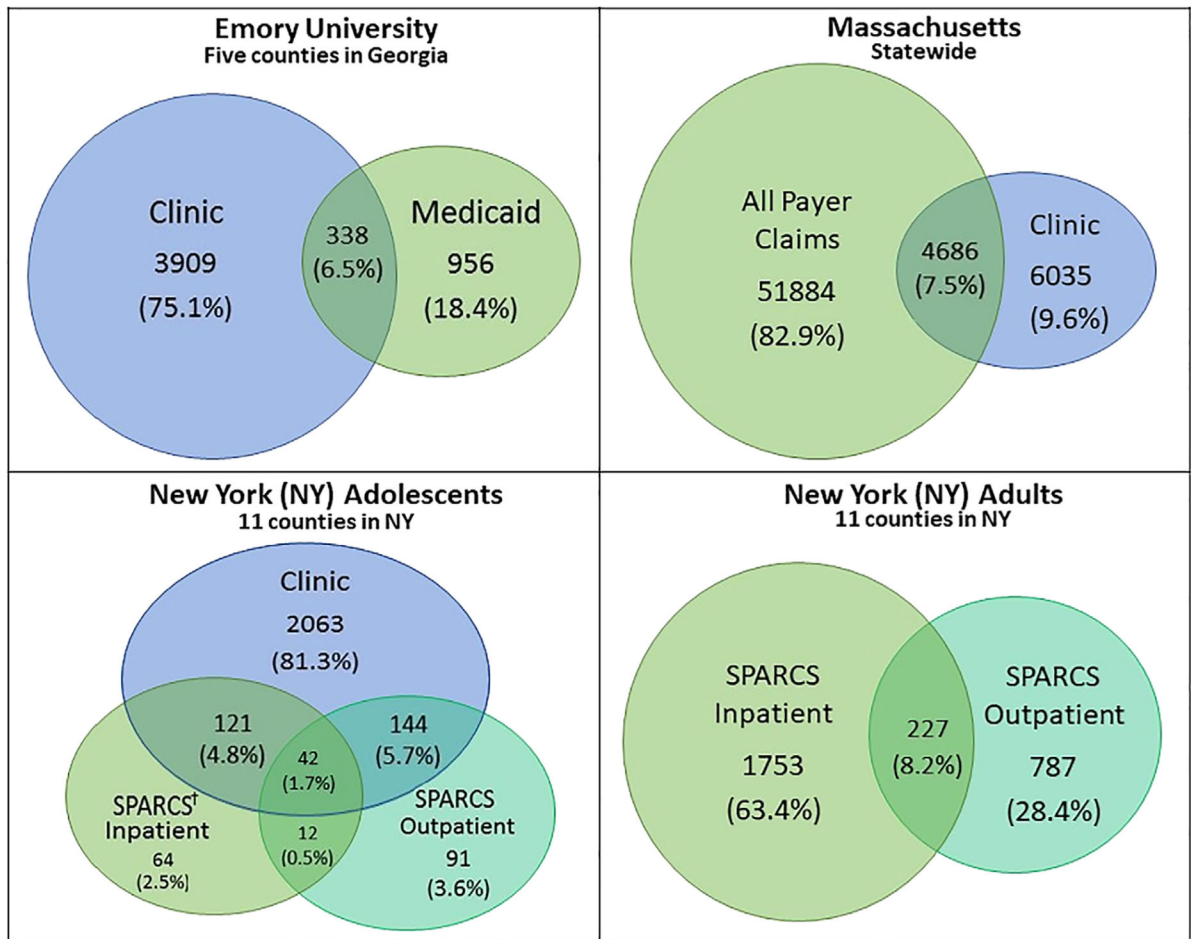 Emory University
Five counties in Georgia
Clinic
3909
(75.1%)
338
(6.5%)
Medicaid
956
(18.4%)
Massachusetts
Statewide
All Payer
Claims
51884
(82.9%)
4686
(7.5%)
Clinic
6035
(9.6%)
New York (NY) Adolescents
11 counties in NY
Clinic
2063
(81.3%)
121
(4.8%)
42
(1.7%)
144
(5.7%)
SPARCS†
Inpatient
64
(2.5%)
12
(0.5%)
SPARCS
Outpatient
91
(3.6%)
New York (NY) Adults
11 counties in NY
SPARCS
Inpatient
1753
(63.4%)
227
(8.2%)
SPARCS
Outpatient
787
(28.4%)